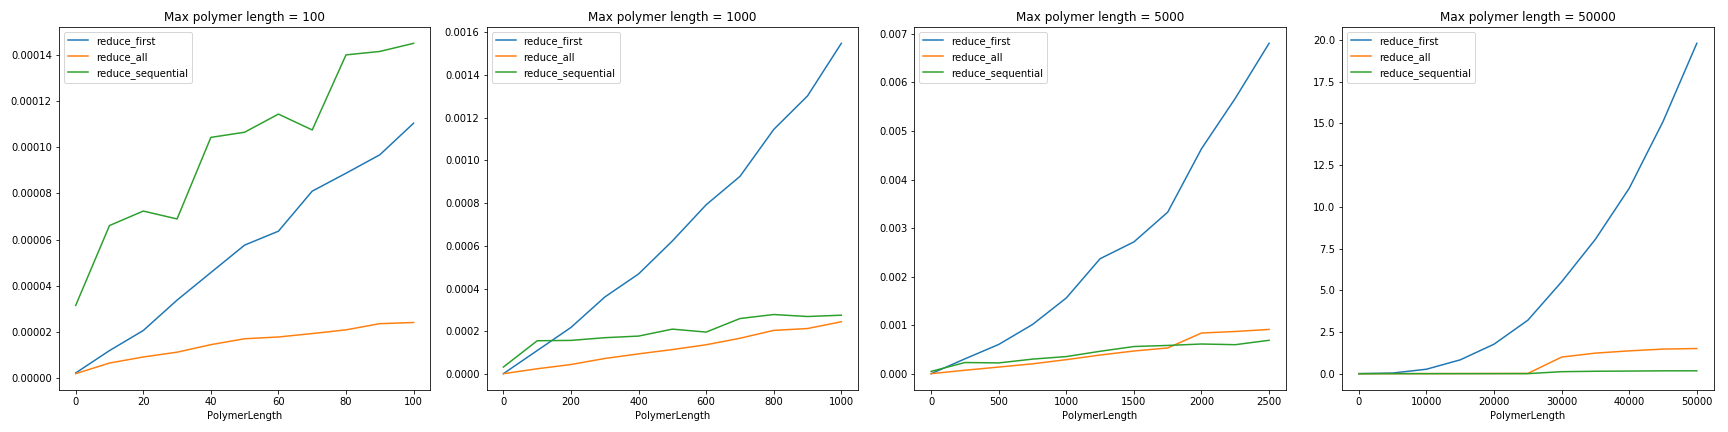 Max polymer length = 100
reduce_first
reduce_all
reduce_sequential
0.00014
0.00012
0.00010
0.00008
0.00006
0.00004
0.00002
0.00000
0 20 40 60 80 100
PolymerLength
Max polymer length = 1000
reduce_first
reduce_all
reduce_sequential
0.0016
0.0014
0.0012
0.0010
0.0008
0.0006
0.0004
0.0002
0.0000
0 200 400 600 800 1000
PolymerLength
Max polymer length = 5000
reduce_first
reduce_all
reduce_sequential
0.007
0.006
0.005
0.004
0.003
0.002
0.001
0.000
0 500 1000 1500 2000 2500
PolymerLength
Max polymer length = 50000
reduce_first
reduce_all
reduce_sequential
20.0
17.5
15.0
12.5
10.0
7.5
5.0
2.5
0.0
0 10000 20000 30000 40000 50000
PolymerLength